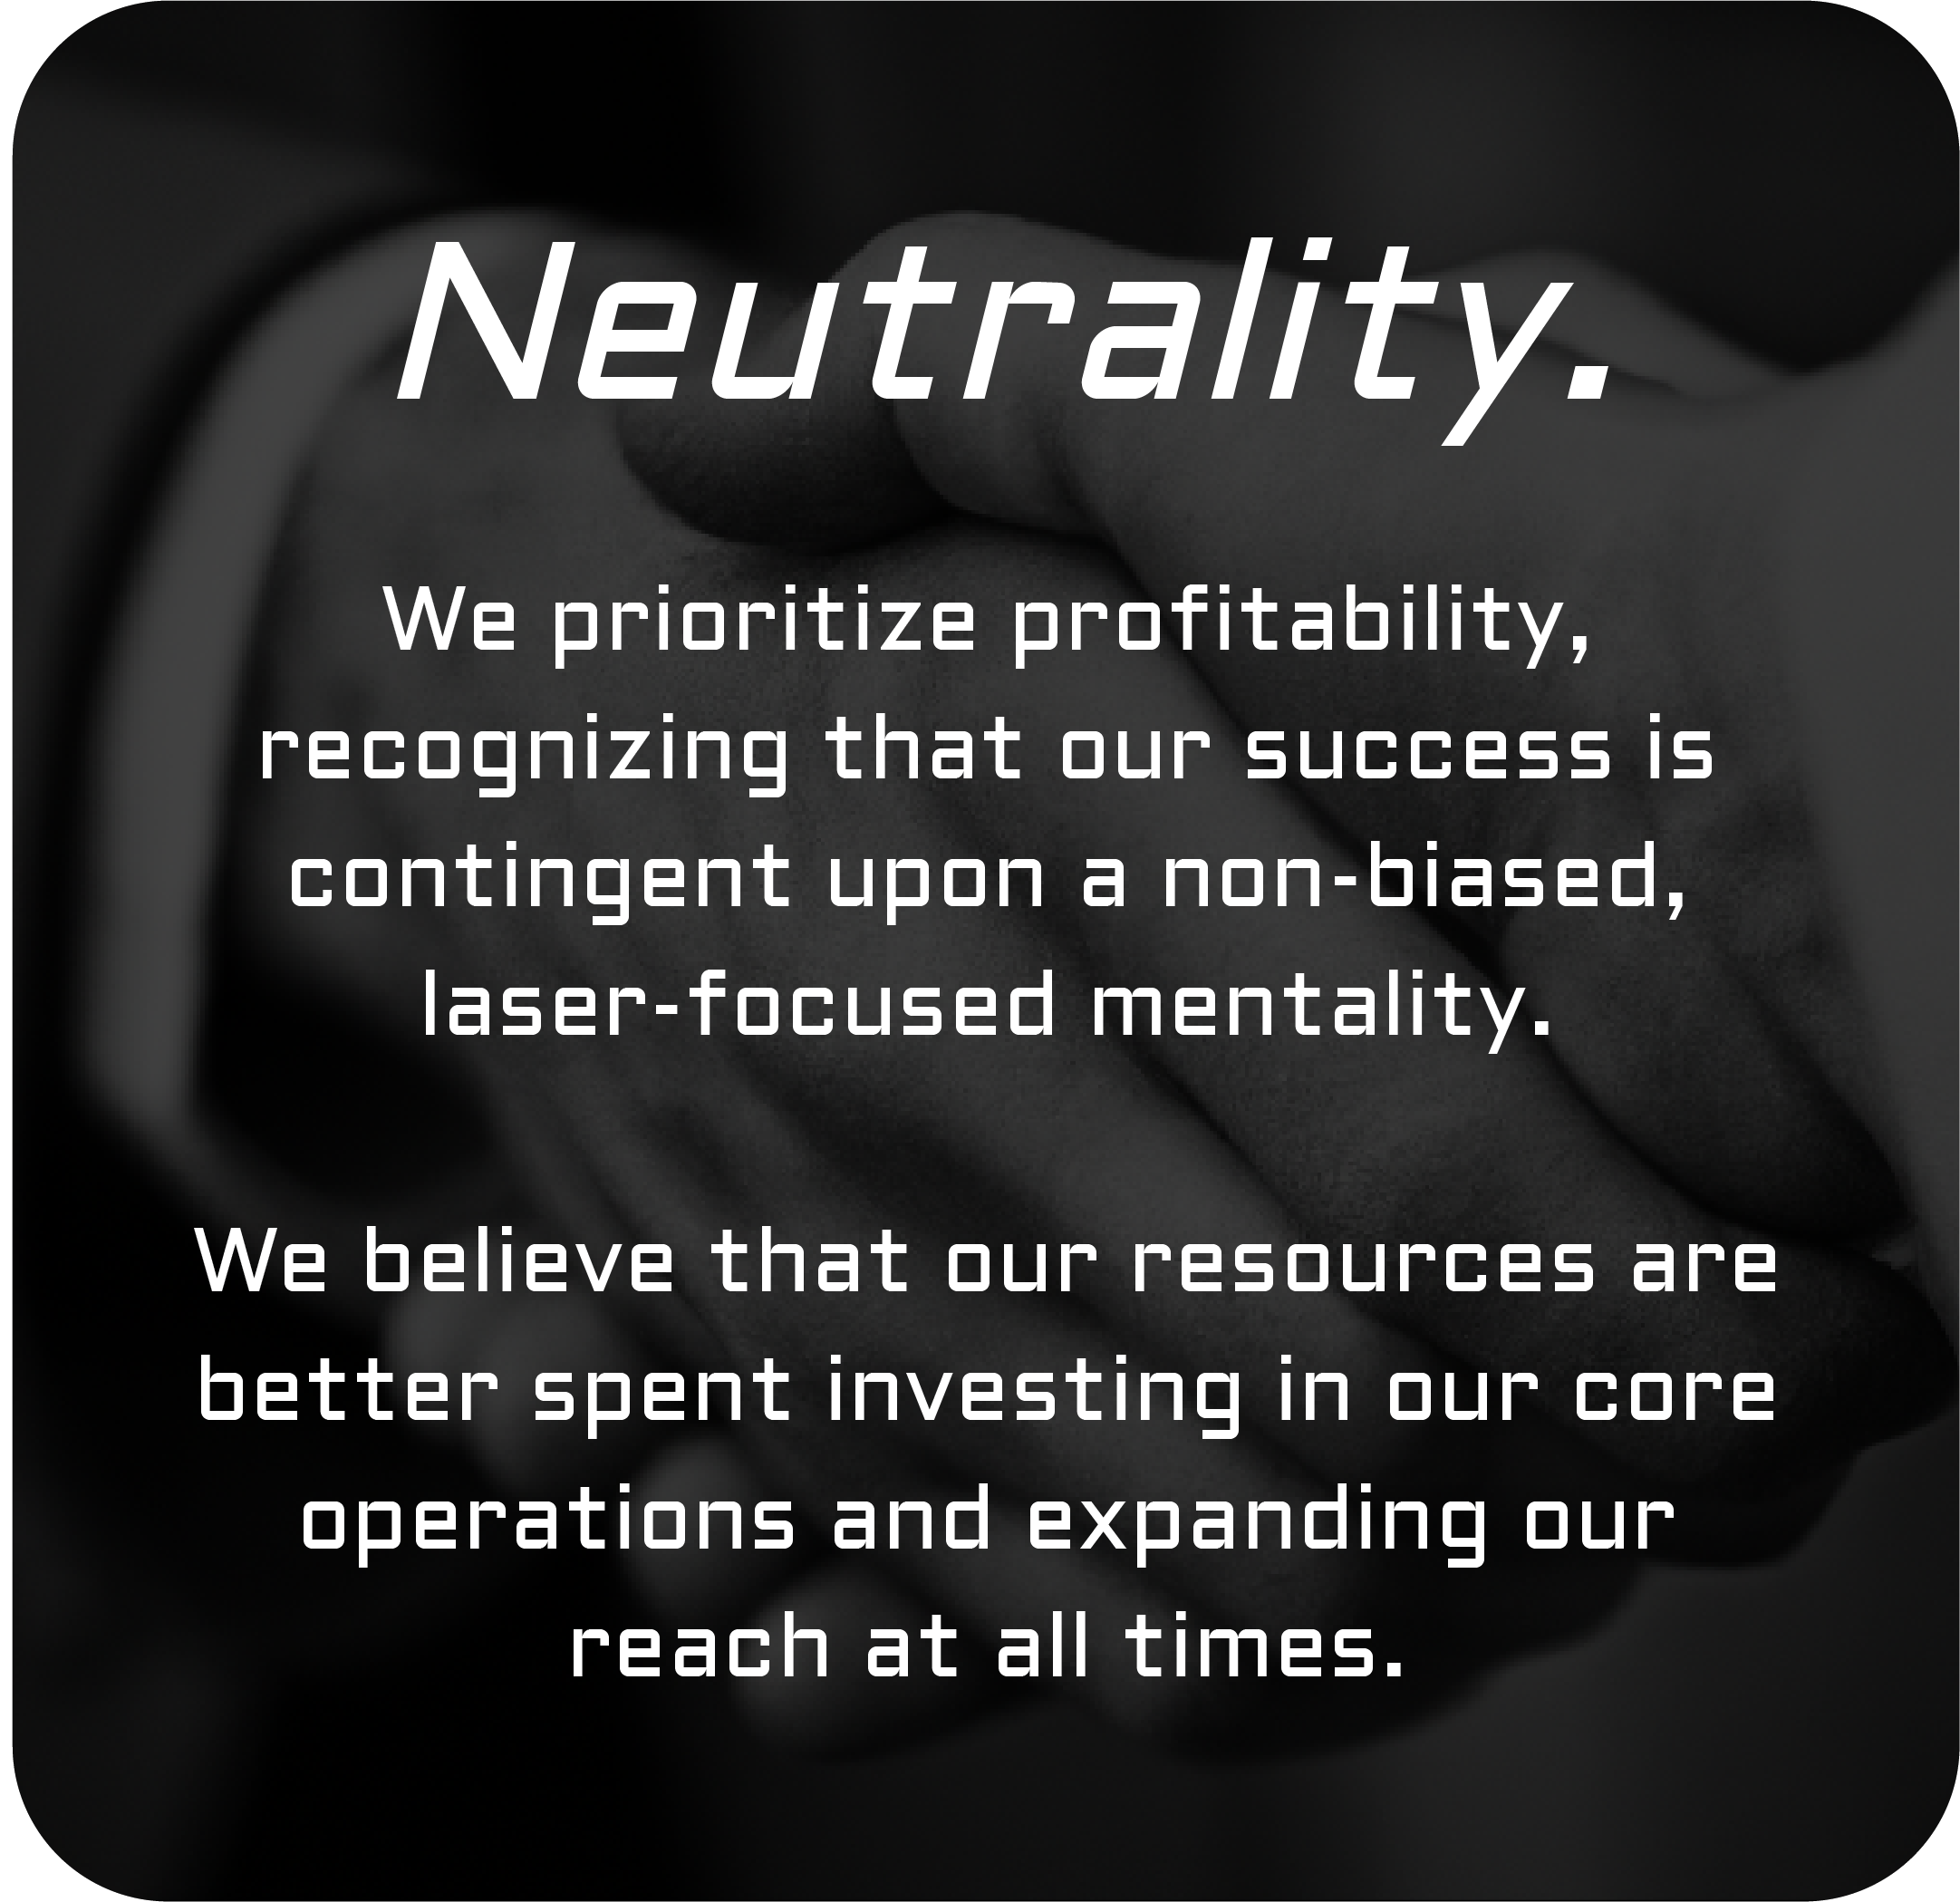 Neutrality.
We prioritize profitability,
recognizing that our success is
contingent upon a non-biased,
laser-focused mentality.
We believe that our resources are
better spent investing in our core
operations and expanding our
reach at all times.